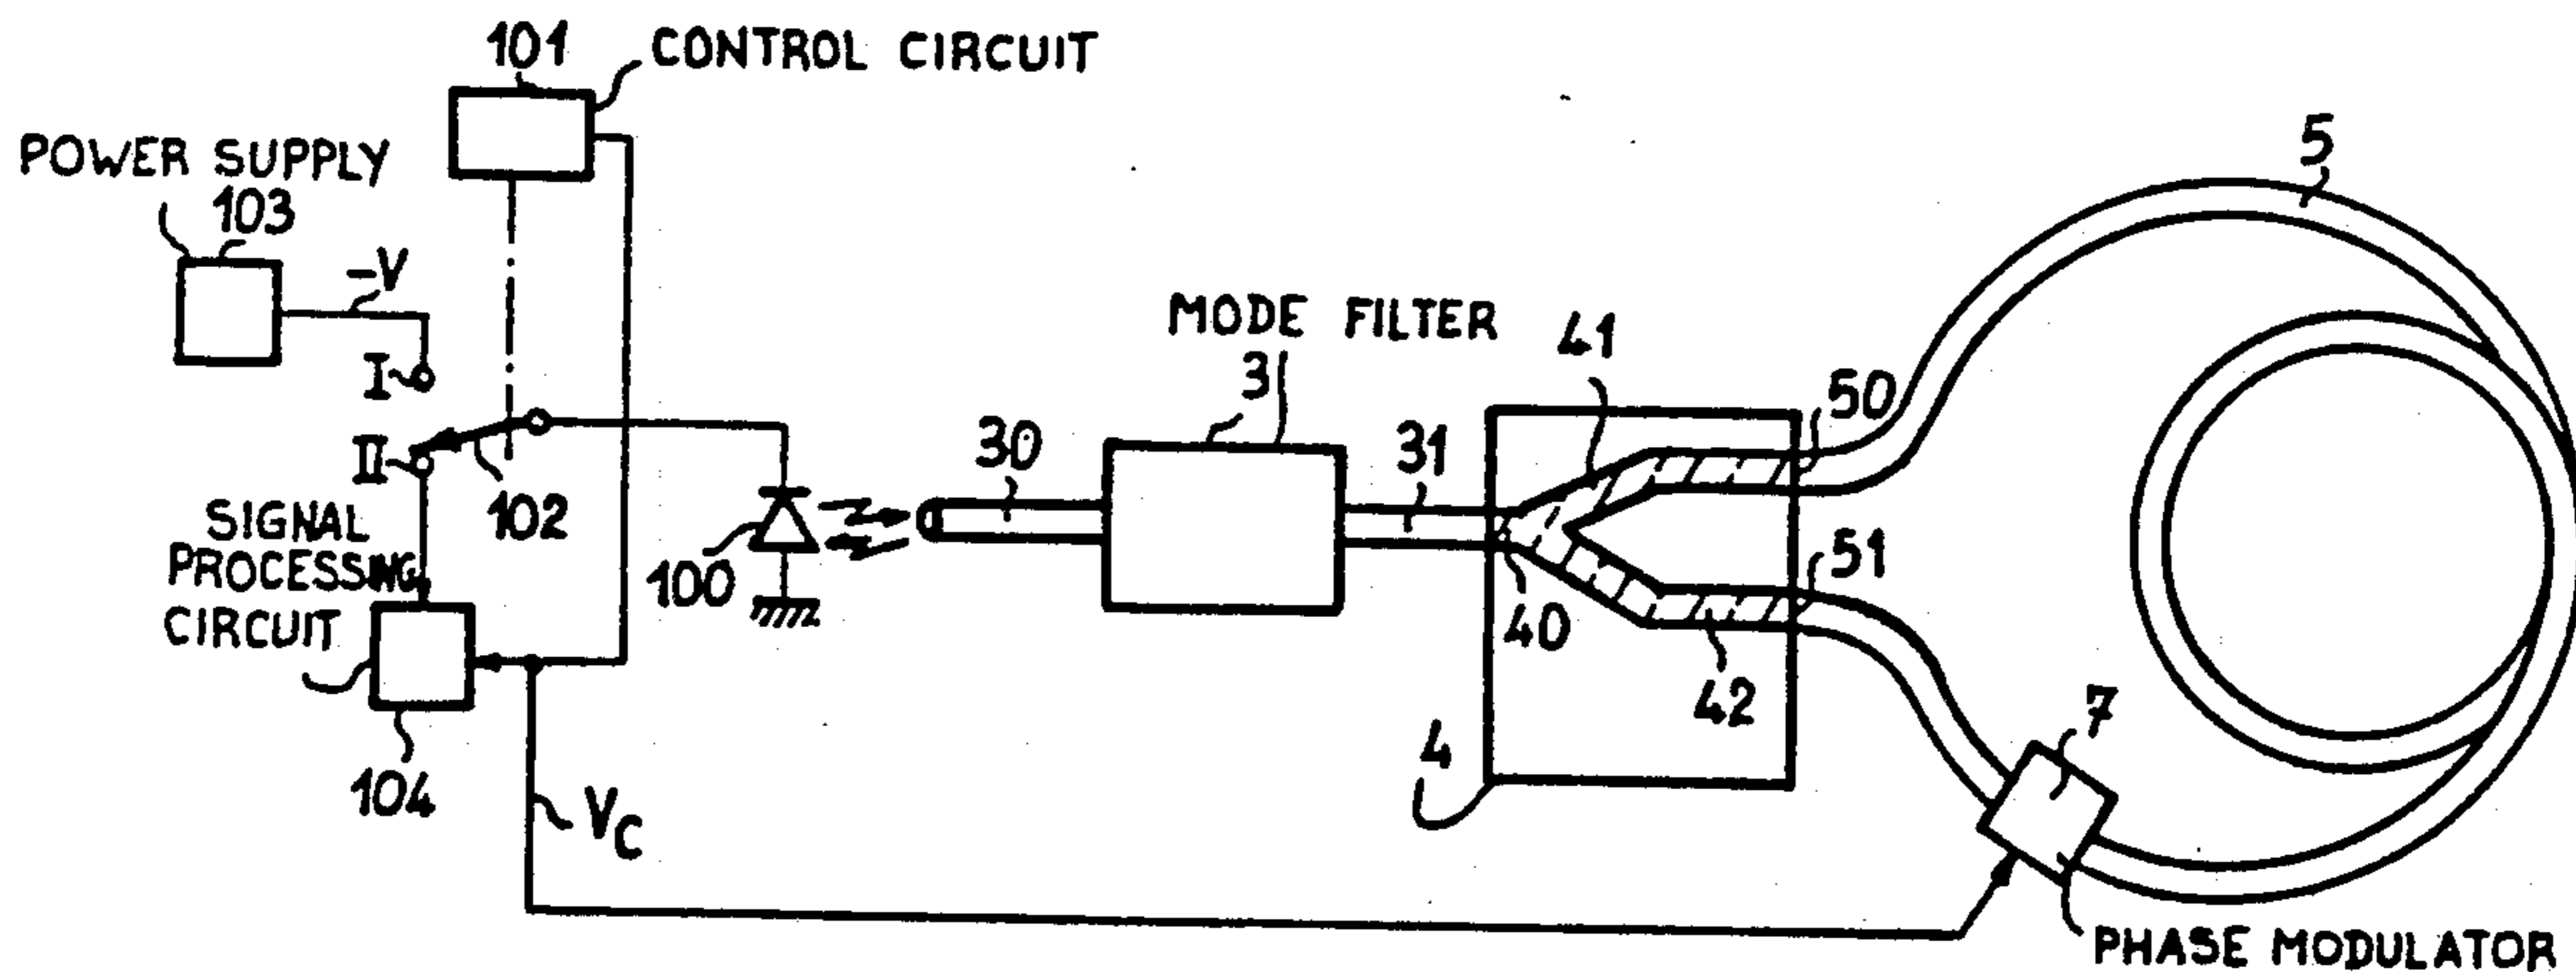 101
CONTROL CIRCUIT
POWER SUPPLY
103
-V
I
II
102
SIGNAL
PROCESSING
CIRCUIT
104
VC
100
30
MODE FILTER
3
31
41
40
42
4
50
51
5
7
PHASE MODULATOR